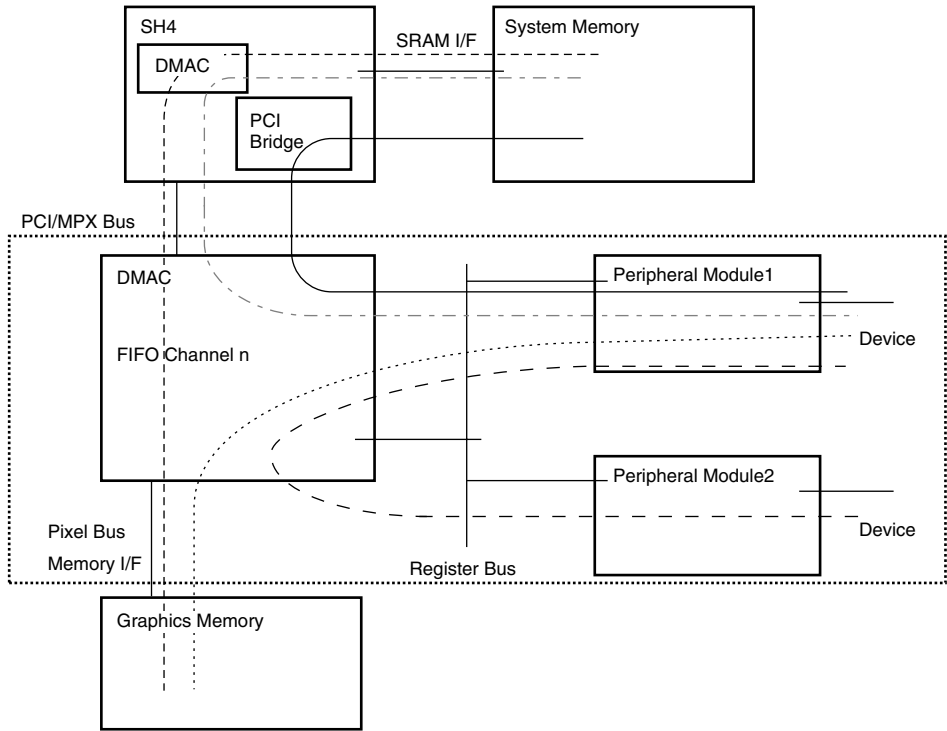 SH4
System Memory
SRAM I/F
DMAC
PCI
Bridge
PCI/MPX Bus
DMAC
Peripheral Module1
FIFO Channel n
Device
Peripheral Module2
Pixel Bus
Memory I/F
Device
Register Bus
Graphics Memory